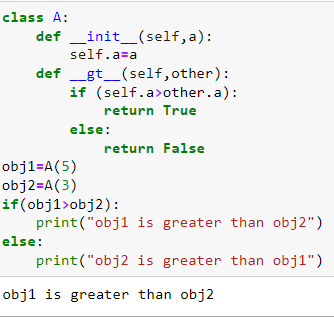 class A:
    def __init__(self,a):
        self.a=a
    def __gt__(self,other):
        if (self.a>other.a):
            return True
        else:
            return False
obj1=A(5)
obj2=A(3)
if(obj1>obj2):
    print("obj1 is greater than obj2")
else:
    print("obj2 is greater than obj1")
obj1 is greater than obj2